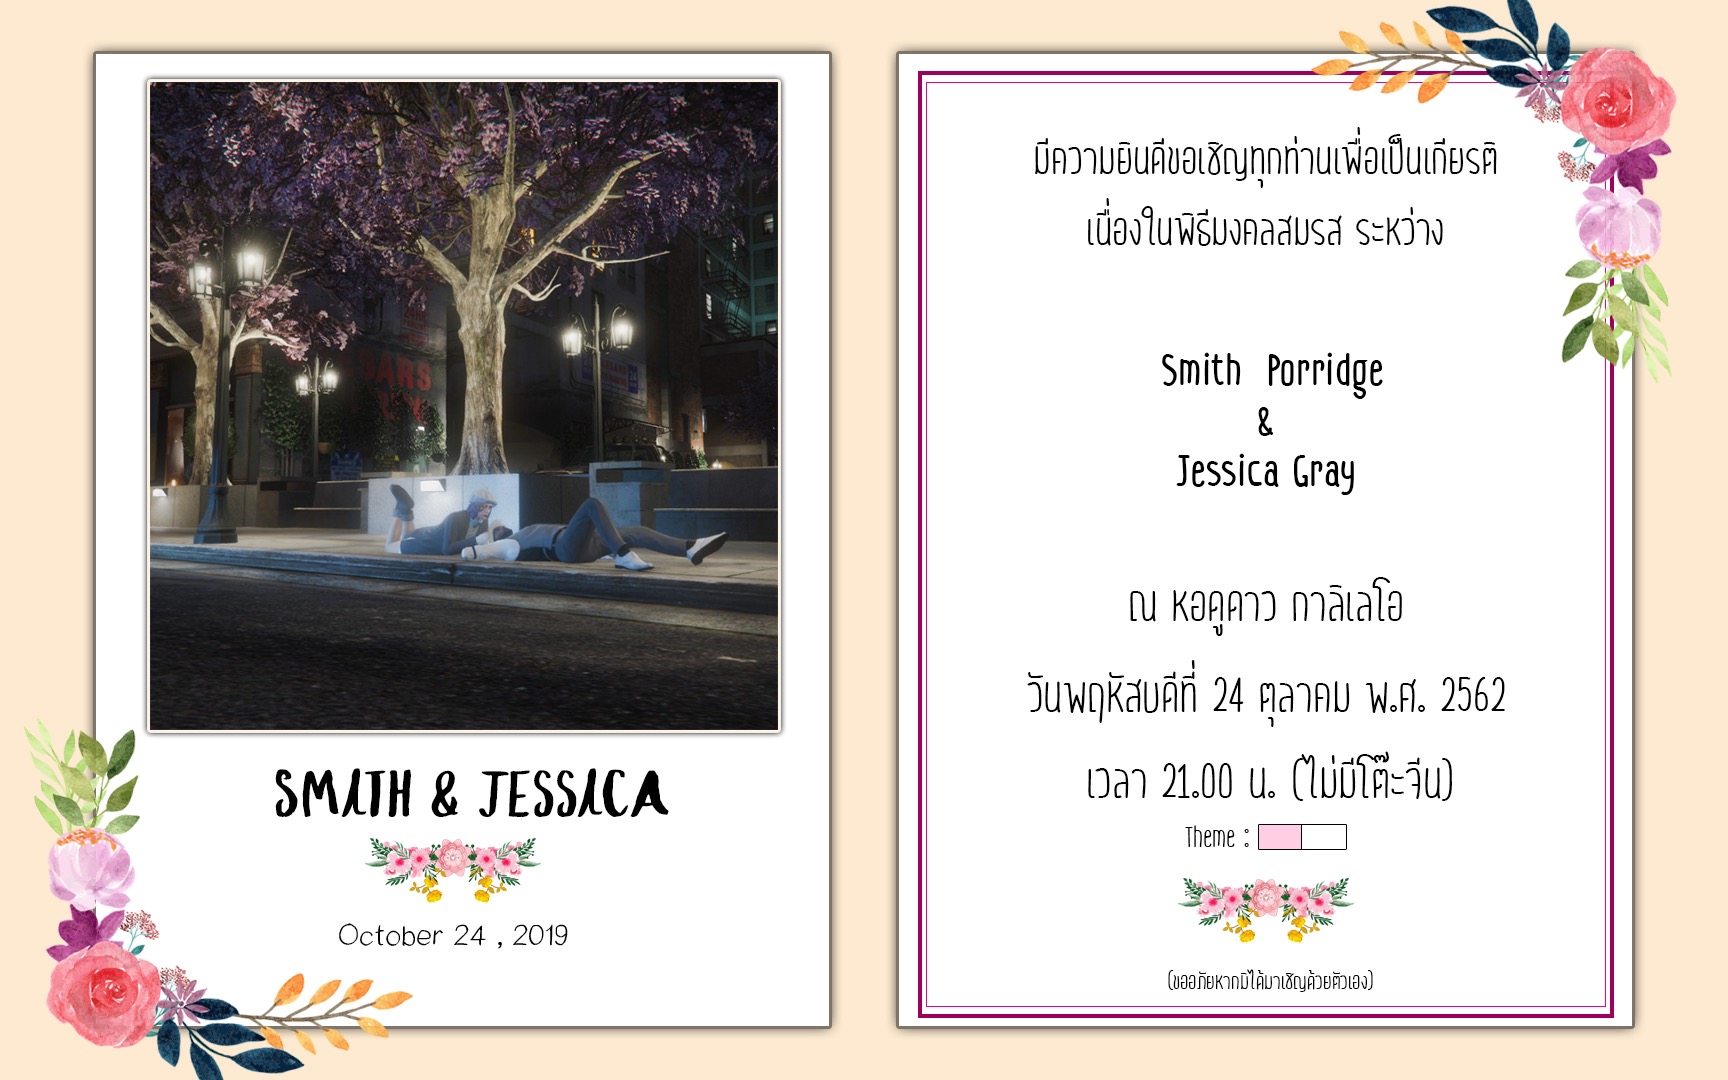 SMITH & JESSICA
October 24 , 2019
มีความยินดีขอเชิญทุกท่านเพื่อเป็นเกียรติ
เนื่องในพิธีมงคลสมรส ระหว่าง
Smith Porridge
&
Jessica Gray
ณ หอดูดาว กาลิเลโอ
วันพฤหัสบดีที่ 24 ตุลาคม พ.ศ. 2562
เวลา 21.00 น. (ไม่มีโต๊ะจีน)
Theme :
(ขออภัยหากมิได้มาเชิญด้วยตัวเอง)